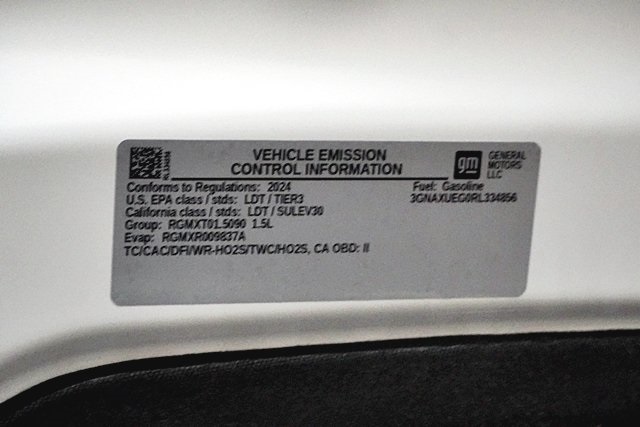 VEHICLE EMISSION
CONTROL INFORMATION
gm GENERAL MOTORS LLC
Conforms to Regulations: 2024
Fuel: Gasoline
U.S. EPA class / stds: LDT / TIER3
3GNAXUEG0RL334856
California class / stds: LDT / SULEV30
Group: RGMXT01.5090 1.5L
Evap: RGMXR009837A
TC/CAC/DFI/WR-HO2S/TWC/HO2S, CA OBD: II